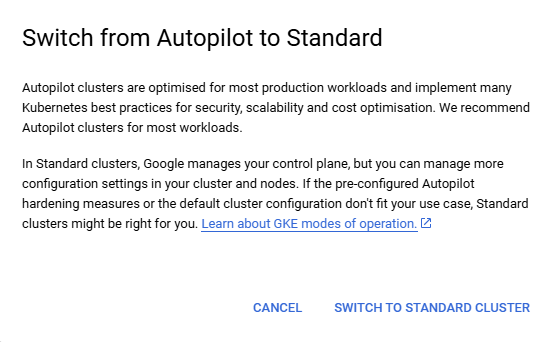 Switch from Autopilot to Standard
Autopilot clusters are optimised for most production workloads and implement many
Kubernetes best practices for security, scalability and cost optimisation. We recommend
Autopilot clusters for most workloads.
In Standard clusters, Google manages your control plane, but you can manage more
configuration settings in your cluster and nodes. If the pre-configured Autopilot
hardening measures or the default cluster configuration don't fit your use case, Standard
clusters might be right for you. Learn about GKE modes of operation.
CANCEL SWITCH TO STANDARD CLUSTER